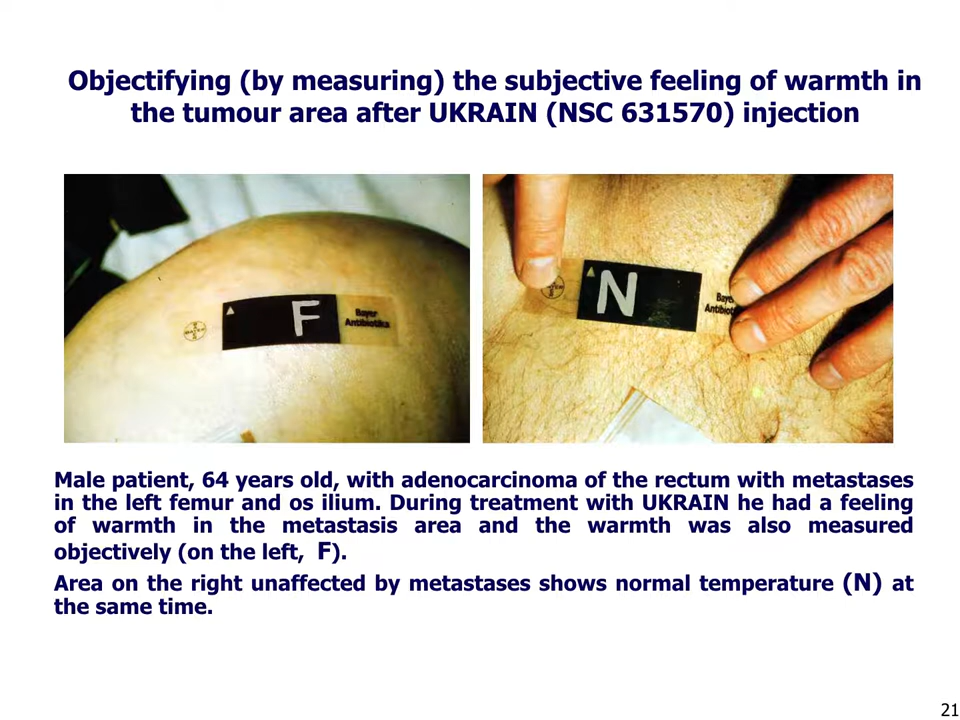 Objectifying (by measuring) the subjective feeling of warmth in
the tumour area after UKRAIN (NSC 631570) injection
F
Bayer
Antibiotika
N
Bayer
Male patient, 64 years old, with adenocarcinoma of the rectum with metastases
in the left femur and os ilium. During treatment with UKRAIN he had a feeling
of warmth in the metastasis area and the warmth was also measured
objectively (on the left, F).
Area on the right unaffected by metastases shows normal temperature (N) at
the same time.
21